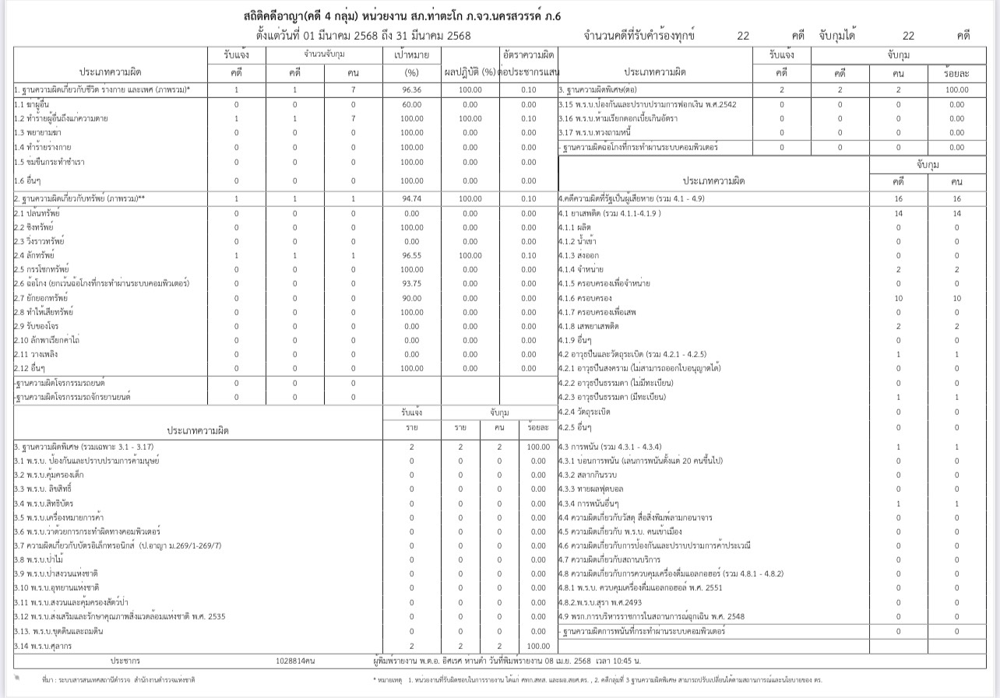 สถิติคดีอาญา(คดี 4 กลุ่ม) หน่วยงาน สภ.ท่าตะโก ภ.จว.นครสวรรค์ ภ.6
ตั้งแต่วันที่ 01 มีนาคม 2568 ถึง 31 มีนาคม 2568 จำนวนคดีที่รับคำร้องทุกข์ 22 คดี จับกุมได้ 22 คดี
ประเภทความผิด รับแจ้ง จำนวนจับกุม เป้าหมาย ผลปฎิบัติ (%) อัตราความผิด
คดี คดี คน (%) ต่อประชากรแสน
1. ฐานความผิดเกี่ยวกับชีวิต ร่างกาย และเพศ (ภาพรวม)* 1 1 7 96.36 100.00 0.10
1.1 ฆ่าผู้อื่น 0 0 0 60.00 0.00 0.00
1.2 ทำร้ายผู้อื่นถึงแก่ความตาย 1 1 7 100.00 100.00 0.10
1.3 พยายามฆ่า 0 0 0 100.00 0.00 0.00
1.4 ทำร้ายร่างกาย 0 0 0 100.00 0.00 0.00
1.5 ข่มขืนกระทำชำเรา 0 0 0 100.00 0.00 0.00
1.6 อื่นๆ 0 0 0 100.00 0.00 0.00
2. ฐานความผิดเกี่ยวกับทรัพย์ (ภาพรวม)** 1 1 1 94.74 100.00 0.10
2.1 ปล้นทรัพย์ 0 0 0 0.00 0.00 0.00
2.2 ชิงทรัพย์ 0 0 0 100.00 0.00 0.00
2.3 วิ่งราวทรัพย์ 0 0 0 0.00 0.00 0.00
2.4 ลักทรัพย์ 1 1 1 96.55 100.00 0.10
2.5 กรรโชกทรัพย์ 0 0 0 100.00 0.00 0.00
2.6 ฉ้อโกง (ยกเว้นฉ้อโกงที่กระทำผ่านระบบคอมพิวเตอร์) 0 0 0 93.75 0.00 0.00
2.7 ยักยอกทรัพย์ 0 0 0 90.00 0.00 0.00
2.8 ทำให้เสียทรัพย์ 0 0 0 100.00 0.00 0.00
2.9 รับของโจร 0 0 0 0.00 0.00 0.00
2.10 ลักพาเรียกค่าไถ่ 0 0 0 0.00 0.00 0.00
2.11 วางเพลิง 0 0 0 0.00 0.00 0.00
2.12 อื่นๆ 0 0 0 100.00 0.00 0.00
-ฐานความผิดโจรกรรมรถยนต์ 0 0 0
-ฐานความผิดโจรกรรมรถจักรยานยนต์ 0 0 0
ประเภทความผิด รับแจ้ง จับกุม
ราย ราย คน ร้อยละ
3. ฐานความผิดพิเศษ (รวมเฉพาะ 3.1 - 3.17) 2 2 2 100.00
3.1 พ.ร.บ. ป้องกันและปราบปรามการค้ามนุษย์ 0 0 0 0.00
3.2 พ.ร.บ.คุ้มครองเด็ก 0 0 0 0.00
3.3 พ.ร.บ. ลิขสิทธิ์ 0 0 0 0.00
3.4 พ.ร.บ.สิทธิบัตร 0 0 0 0.00
3.5 พ.ร.บ.เครื่องหมายการค้า 0 0 0 0.00
3.6 พ.ร.บ.ว่าด้วยการกระทำผิดทางคอมพิวเตอร์ 0 0 0 0.00
3.7 ความผิดเกี่ยวกับบัตรอิเล็กทรอนิกส์ (ป.อาญา ม.269/1-269/7) 0 0 0 0.00
3.8 พ.ร.บ.ป่าไม้ 0 0 0 0.00
3.9 พ.ร.บ.ป่าสงวนแห่งชาติ 0 0 0 0.00
3.10 พ.ร.บ.อุทยานแห่งชาติ 0 0 0 0.00
3.11 พ.ร.บ.สงวนและคุ้มครองสัตว์ป่า 0 0 0 0.00
3.12 พ.ร.บ.ส่งเสริมและรักษาคุณภาพสิ่งแวดล้อมแห่งชาติ พ.ศ. 2535 0 0 0 0.00
3.13. พ.ร.บ.ขุดดินและถมดิน 0 0 0 0.00
3.14 พ.ร.บ.ศุลากร 2 2 2 100.00
ประเภทความผิด รับแจ้ง จับกุม
คดี คดี คน ร้อยละ
3. ฐานความผิดพิเศษ(ต่อ) 2 2 2 100.00
3.15 พ.ร.บ.ป้องกันและปราบปรามการฟอกเงิน พ.ศ.2542 0 0 0 0.00
3.16 พ.ร.บ.ห้ามเรียกดอกเบี้ยเกินอัตรา 0 0 0 0.00
3.17 พ.ร.บ.ทวงถามหนี้ 0 0 0 0.00
- ฐานความผิดฉ้อโกงที่กระทำผ่านระบบคอมพิวเตอร์ 0 0 0 0.00
ประเภทความผิด จับกุม
คดี คน
4.คดีความผิดที่รัฐเป็นผู้เสียหาย (รวม 4.1 - 4.9) 16 16
4.1 ยาเสพติด (รวม 4.1.1-4.1.9 ) 14 14
4.1.1 ผลิต 0 0
4.1.2 น้ำเข้า 0 0
4.1.3 ส่งออก 0 0
4.1.4 จำหน่าย 2 2
4.1.5 ครอบครองเพื่อจำหน่าย 0 0
4.1.6 ครอบครอง 10 10
4.1.7 ครอบครองเพื่อเสพ 0 0
4.1.8 เสพยาเสพติด 2 2
4.1.9 อื่นๆ 0 0
4.2 อาวุธปืนและวัตถุระเบิด (รวม 4.2.1 - 4.2.5) 1 1
4.2.1 อาวุธปืนสงคราม (ไม่สามารถออกใบอนุญาตได้) 0 0
4.2.2 อาวุธปืนธรรมดา (ไม่มีทะเบียน) 0 0
4.2.3 อาวุธปืนธรรมดา (มีทะเบียน) 1 1
4.2.4 วัตถุระเบิด 0 0
4.2.5 อื่นๆ 0 0
4.3 การพนัน (รวม 4.3.1 - 4.3.4) 1 1
4.3.1 บ่อนการพนัน (เล่นการพนันตั้งแต่ 20 คนขึ้นไป) 0 0
4.3.2 สลากกินรวบ 0 0
4.3.3 ทายผลฟุตบอล 0 0
4.3.4 การพนันอื่นๆ 1 1
4.4 ความผิดเกี่ยวกับวัสดุ สื่อสิ่งพิมพ์ลามกอนาจาร 0 0
4.5 ความผิดเกี่ยวกับ พ.ร.บ. คนเข้าเมือง 0 0
4.6 ความผิดเกี่ยวกับการป้องกันและปราบปรามการค้าประเวณี 0 0
4.7 ความผิดเกี่ยวกับสถานบริการ 0 0
4.8 ความผิดเกี่ยวกับการควบคุมเครื่องดื่มแอลกอฮอร์ (รวม 4.8.1 - 4.8.2) 0 0
4.8.1 พ.ร.บ. ควบคุมเครื่องดื่มแอลกอฮอล์ พ.ศ. 2551 0 0
4.8.2.พ.ร.บ.สุรา พ.ศ.2493 0 0
4.9 พรก.การบริหารราชการในสถานการณ์ฉุกเฉิน พ.ศ. 2548 0 0
- ฐานความผิดการพนันที่กระทำผ่านระบบคอมพิวเตอร์ 0 0
ประชากร 1028814คน ผู้พิมพ์รายงาน พ.ต.อ. อิศเรศ ห่านดำ วันที่พิมพ์รายงาน 08 เม.ย. 2568 เวลา 10:45 น.
ที่มา : ระบบสารสนเทศสถานีตำรวจ สำนักงานตำรวจแห่งชาติ * หมายเหตุ 1. หน่วยงานที่รับผิดชอบในการรายงาน ได้แก่ ศทก.สทส. และผอ.สยศ.ตร. , 2. คดีกลุ่มที่ 3 ฐานความผิดพิเศษ สามารถปรับเปลี่ยนได้ตามสถานการณ์และนโยบายของ ตร.